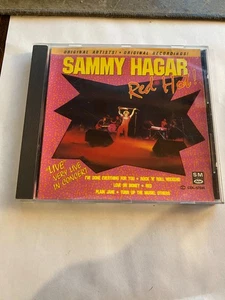 ORIGINAL ARTISTS! • ORIGINAL RECORDINGS!
SAMMY HAGAR
Red Hot
"LIVE"
VERY LIVE
IN CONCERT
I'VE DONE EVERYTHING FOR YOU • ROCK 'N' ROLL WEEKEND
LOVE OR MONEY • RED
PLAIN JANE • TURN UP THE MUSIC, OTHERS